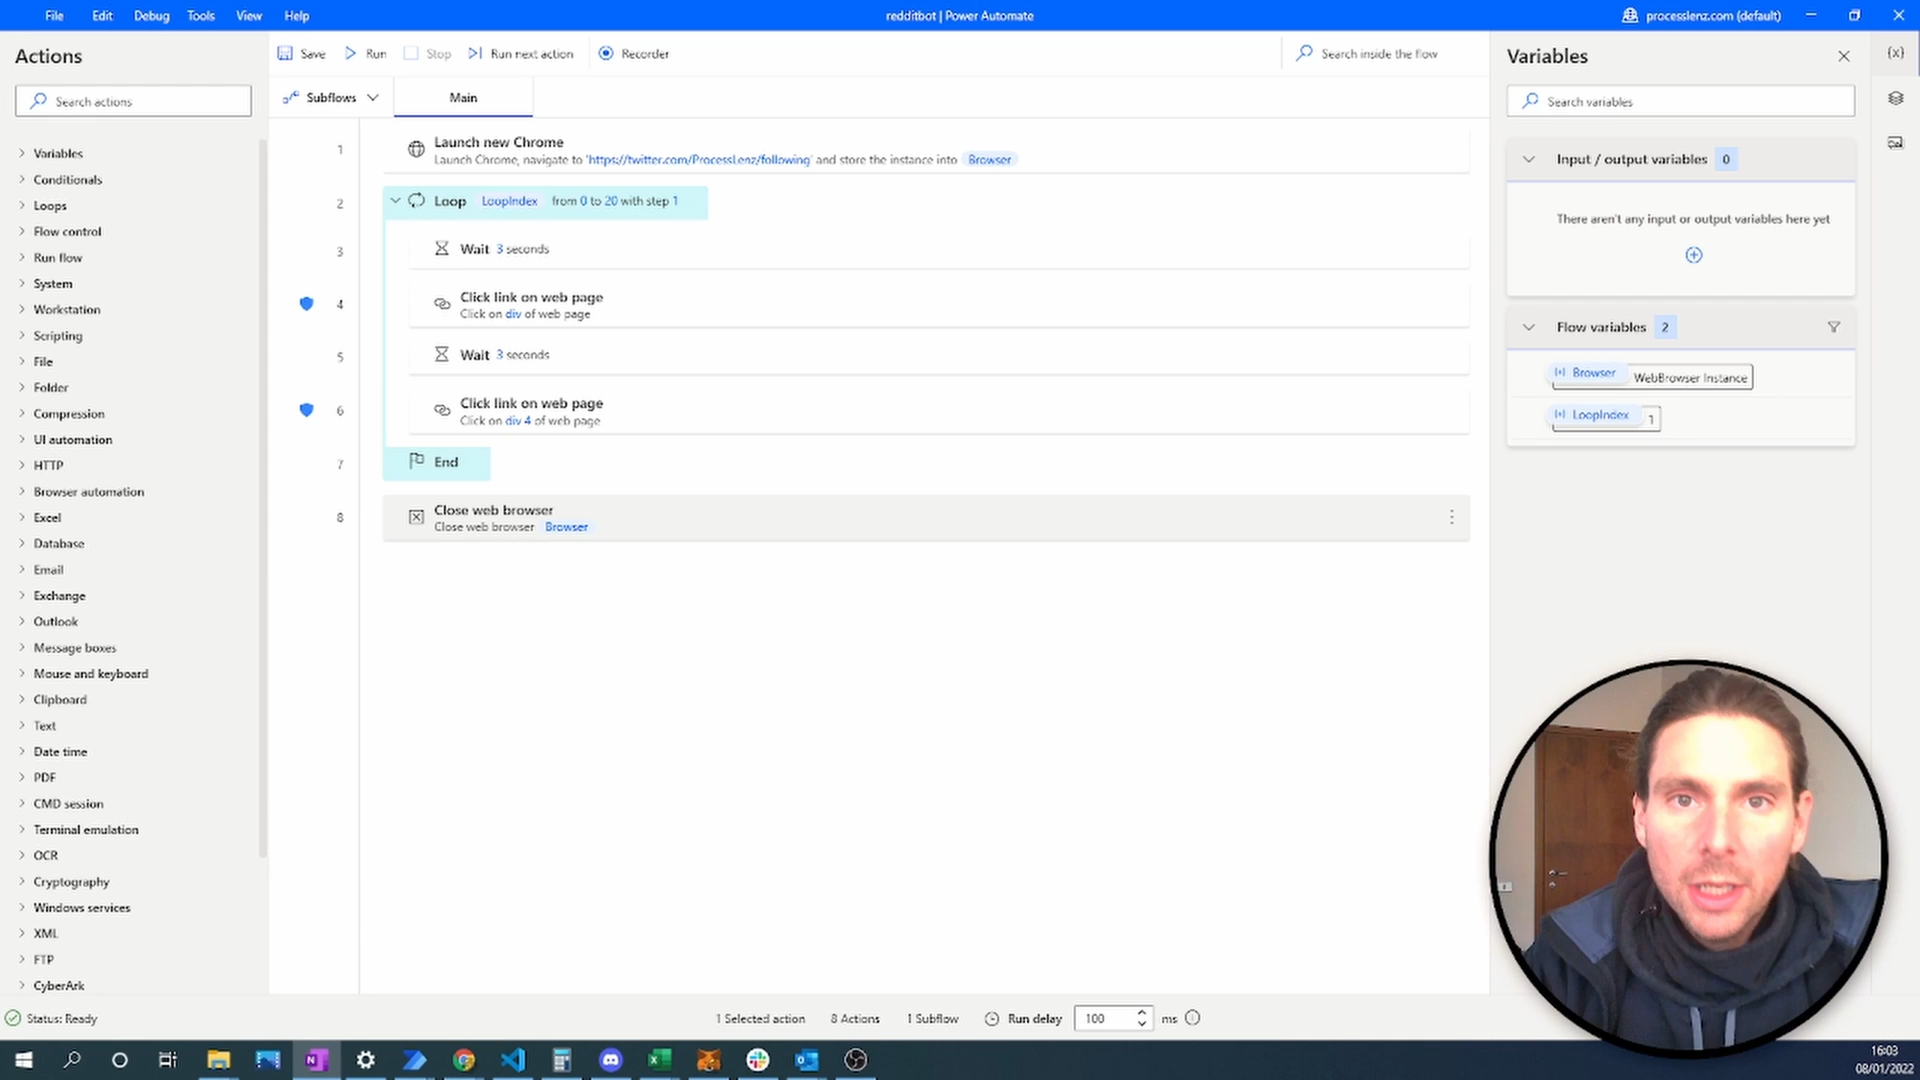 File Edit Debug Tools View Help
redditbot | Power Automate
processlenz.com (default)
Actions
Search actions
Variables
Conditionals
Loops
Flow control
Run flow
System
Workstation
Scripting
File
Folder
Compression
UI automation
HTTP
Browser automation
Excel
Database
Email
Exchange
Outlook
Message boxes
Mouse and keyboard
Clipboard
Text
Date time
PDF
CMD session
Terminal emulation
OCR
Cryptography
Windows services
XML
FTP
CyberArk
Save Run Stop Run next action Recorder
Search inside the flow
Subflows Main
1 Launch new Chrome
Launch Chrome, navigate to 'https://twitter.com/ProcessLenz/following' and store the instance into Browser
2 Loop LoopIndex from 0 to 20 with step 1
3 Wait 3 seconds
4 Click link on web page
Click on div of web page
5 Wait 3 seconds
6 Click link on web page
Click on div 4 of web page
7 End
8 Close web browser
Close web browser Browser
Variables
{x}
Search variables
Input / output variables 0
There aren't any input or output variables here yet
Flow variables 2
Browser WebBrowser Instance
LoopIndex 1
Status: Ready
1 Selected action 8 Actions 1 Subflow Run delay 100 ms
16:03
08/01/2022